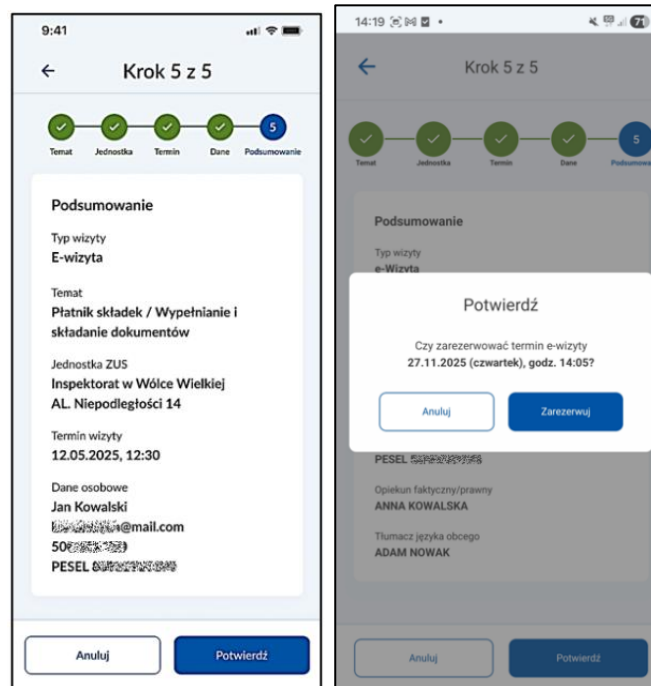 9:41
Krok 5 z 5
5
Temat Jednostka Termin Dane Podsumowanie
Podsumowanie
Typ wizyty
E-wizyta
Temat
Płatnik składek / Wypełnianie i
składanie dokumentów
Jednostka ZUS
Inspektorat w Wólce Wielkiej
AL. Niepodległości 14
Termin wizyty
12.05.2025, 12:30
Dane osobowe
Jan Kowalski
@mail.com
50
PESEL
Anuluj Potwierdź
14:19 71
Krok 5 z 5
5
Temat Jednostka Termin Dane Podsumowa
Podsumowanie
Typ wizyty
e-Wizyta
Potwierdź
Czy zarezerwować termin e-wizyty
27.11.2025 (czwartek), godz. 14:05?
Anuluj Zarezerwuj
PESEL
Opiekun faktyczny/prawny
ANNA KOWALSKA
Tłumacz języka obcego
ADAM NOWAK
Anuluj Potwierdź